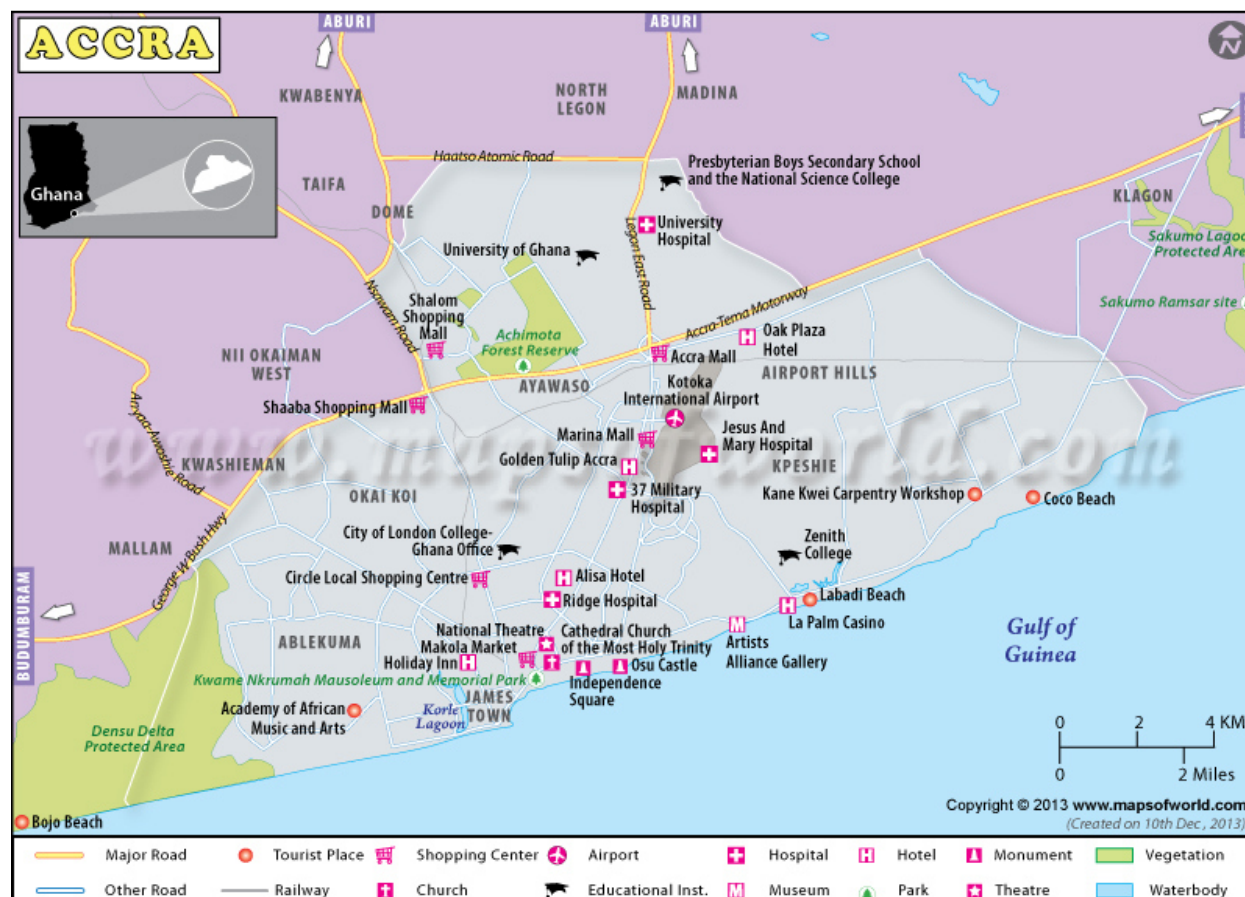 ACCRA
ABURI
ABURI
N
KWABENYA
NORTH
LEGON
MADINA
Haatso Atomic Road
Presbyterian Boys Secondary School
and the National Science College
Ghana
TAIFA
DOME
KLAGON
Legon East Road
University
Hospital
University of Ghana
Sakumo Lagoo
Protected Are
Nsawam Road
Shalom
Shopping
Mall
Accra-Tema Motorway
Sakumo Ramsar site
Achimota
Forest Reserve
Oak Plaza
Hotel
NII OKAIMAN
WEST
Accra Mall
AYAWASO
AIRPORT HILLS
Kotoka
International Airport
Shaaba Shopping Mall
Anyaa-Awoshie Road
Marina Mall
Jesus And
Mary Hospital
www.mapsofworld.com
Golden Tulip Accra
KWASHIEMAN
KPESHIE
OKAI KOI
37 Military
Hospital
Kane Kwei Carpentry Workshop
Coco Beach
George W Bush Hwy
City of London College-
Ghana Office
Zenith
College
MALLAM
Circle Local Shopping Centre
Alisa Hotel
Ridge Hospital
Labadi Beach
La Palm Casino
BUDUMBURAM
ABLEKUMA
National Theatre
Makola Market
Cathedral Church
of the Most Holy Trinity
Artists
Alliance Gallery
Gulf of
Guinea
Holiday Inn
Osu Castle
Kwame Nkrumah Mausoleum and Memorial Park
Independence
Square
JAMES
TOWN
Korle
Lagoon
Academy of African
Music and Arts
Densu Delta
Protected Area
0 2 4 KM
0 2 Miles
Bojo Beach
Copyright © 2013 www.mapsofworld.com
(Created on 10th Dec, 2013)
Major Road Tourist Place Shopping Center Airport Hospital Hotel Monument Vegetation
Other Road Railway Church Educational Inst. Museum Park Theatre Waterbody